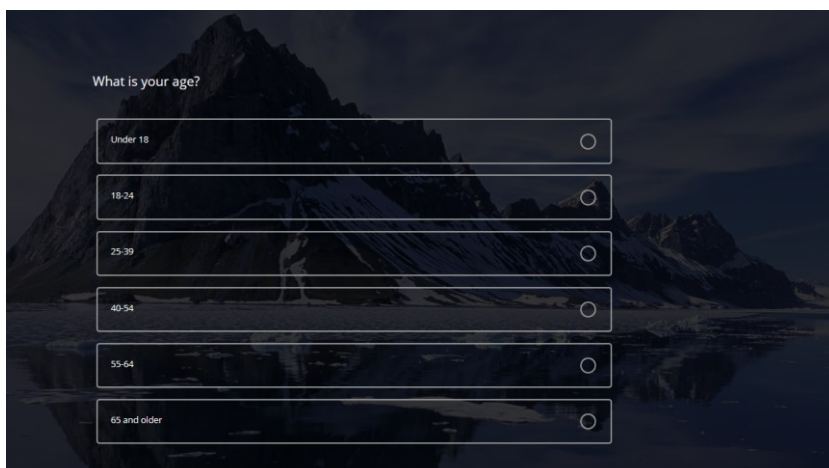 What is your age?
Under 18
18-24
25-39
40-54
55-64
65 and older